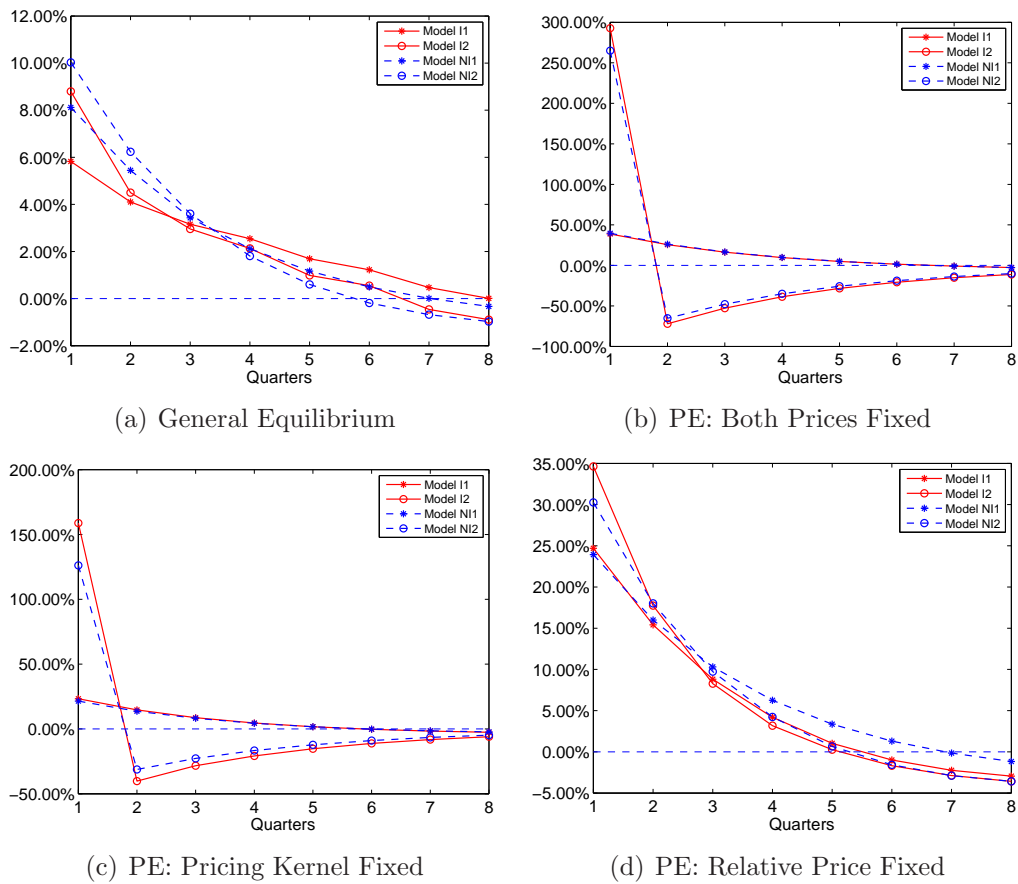 12.00%
10.00%
8.00%
6.00%
4.00%
2.00%
0.00%
−2.00%
1 2 3 4 5 6 7 8
Quarters
Model I1
Model I2
Model NI1
Model NI2
(a) General Equilibrium
300.00%
250.00%
200.00%
150.00%
100.00%
50.00%
0.00%
−50.00%
−100.00%
1 2 3 4 5 6 7 8
Quarters
Model I1
Model I2
Model NI1
Model NI2
(b) PE: Both Prices Fixed
200.00%
150.00%
100.00%
50.00%
0.00%
−50.00%
1 2 3 4 5 6 7 8
Quarters
Model I1
Model I2
Model NI1
Model NI2
(c) PE: Pricing Kernel Fixed
35.00%
30.00%
25.00%
20.00%
15.00%
10.00%
5.00%
0.00%
−5.00%
1 2 3 4 5 6 7 8
Quarters
Model I1
Model I2
Model NI1
Model NI2
(d) PE: Relative Price Fixed